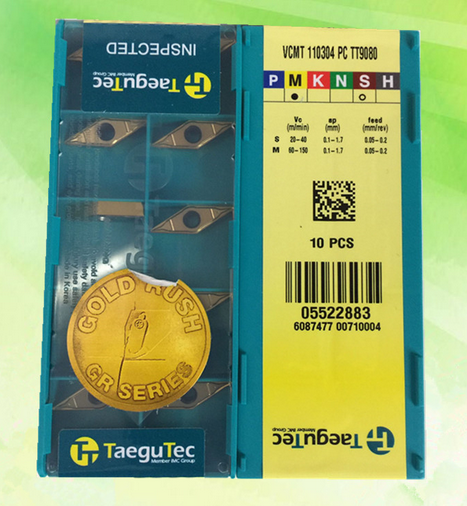 INSPECTED
TaeguTec
Member IMC Group
GOLD RUSH
GR SERIES
TaeguTec
Member IMC Group
VCMT 110304 PC TT9080
P M K N S H
Vc ap feed
(m/min) (mm) (mm/rev)
S 20-40 0.1-1.7 0.05-0.2
M 60-150 0.1-1.7 0.05-0.2
10 PCS
05522883
6087477 00710004
TaeguTec
Member IMC Group